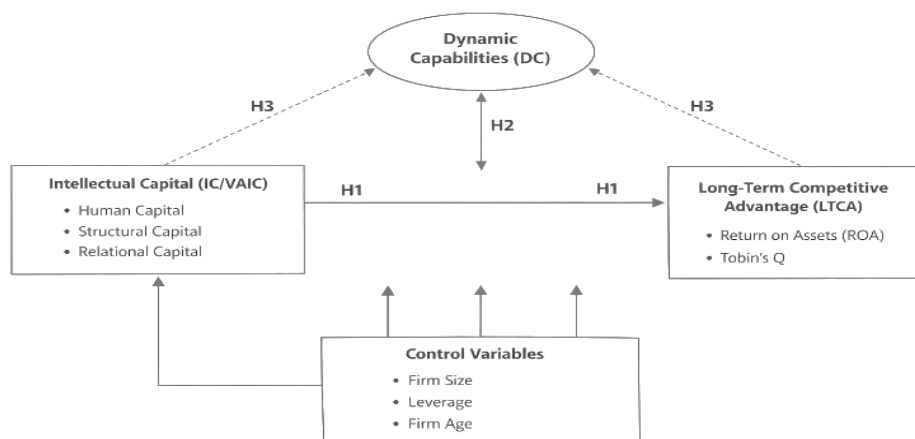 Dynamic
Capabilities (DC)
H3
H3
H2
Intellectual Capital (IC/VAIC)
• Human Capital
• Structural Capital
• Relational Capital
H1
H1
Long-Term Competitive
Advantage (LTCA)
• Return on Assets (ROA)
• Tobin's Q
Control Variables
• Firm Size
• Leverage
• Firm Age